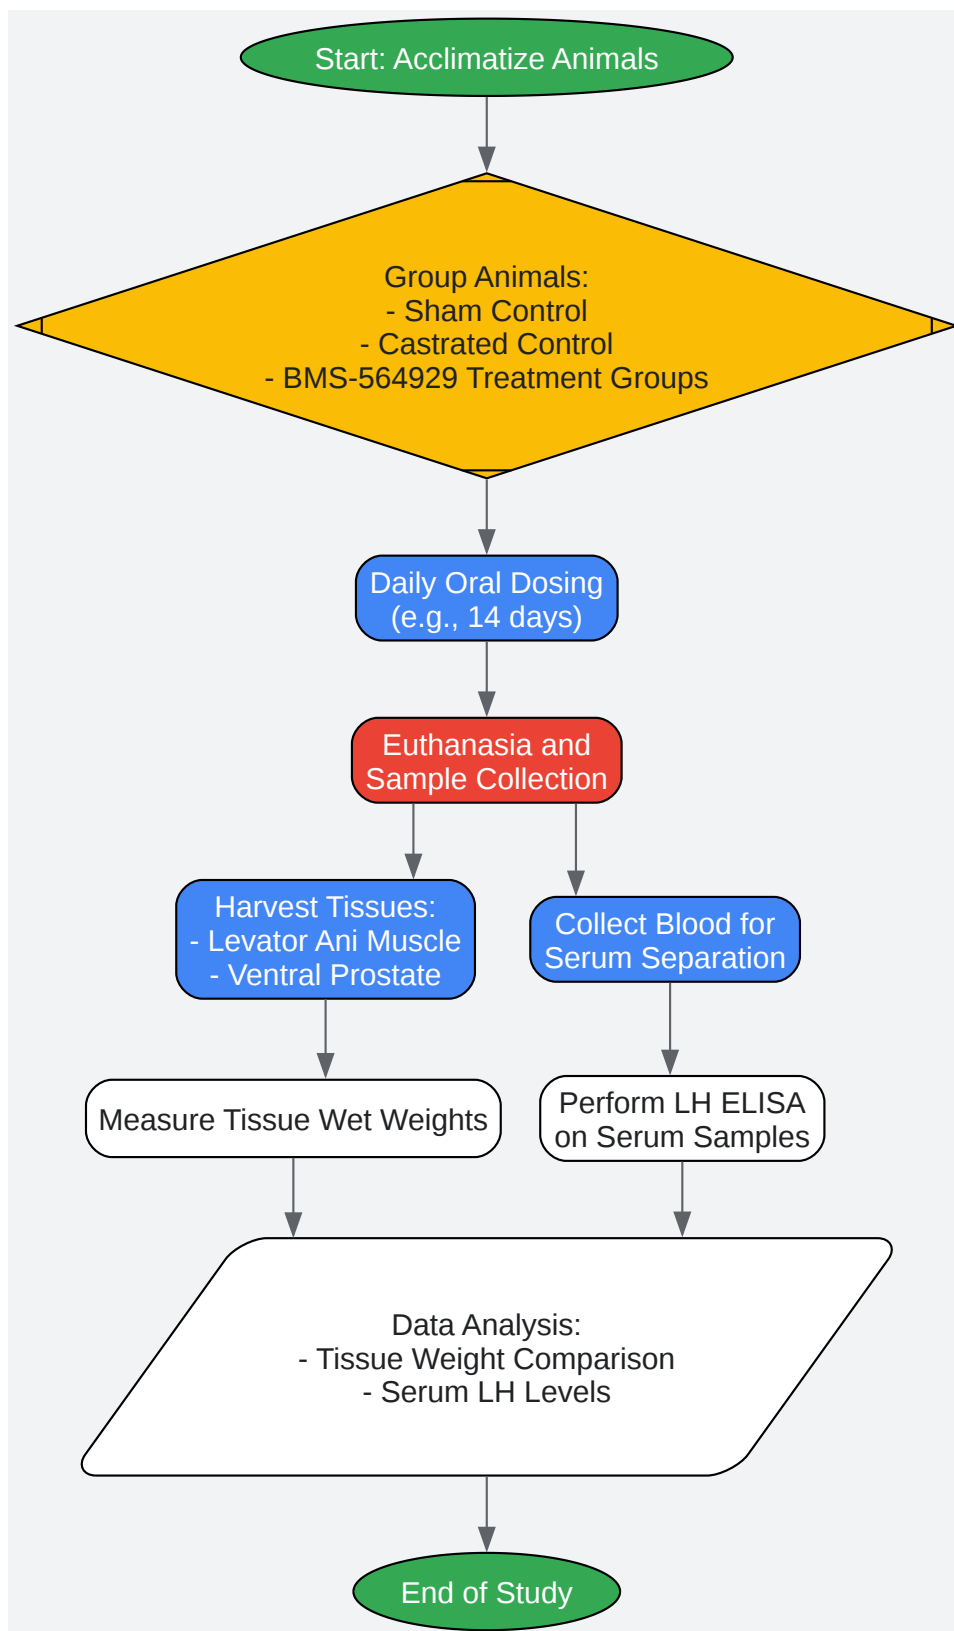 Start: Acclimatize Animals
Group Animals:
- Sham Control
- Castrated Control
- BMS-564929 Treatment Groups
Daily Oral Dosing
(e.g., 14 days)
Euthanasia and
Sample Collection
Harvest Tissues:
- Levator Ani Muscle
- Ventral Prostate
Collect Blood for
Serum Separation
Measure Tissue Wet Weights
Perform LH ELISA
on Serum Samples
Data Analysis:
- Tissue Weight Comparison
- Serum LH Levels
End of Study